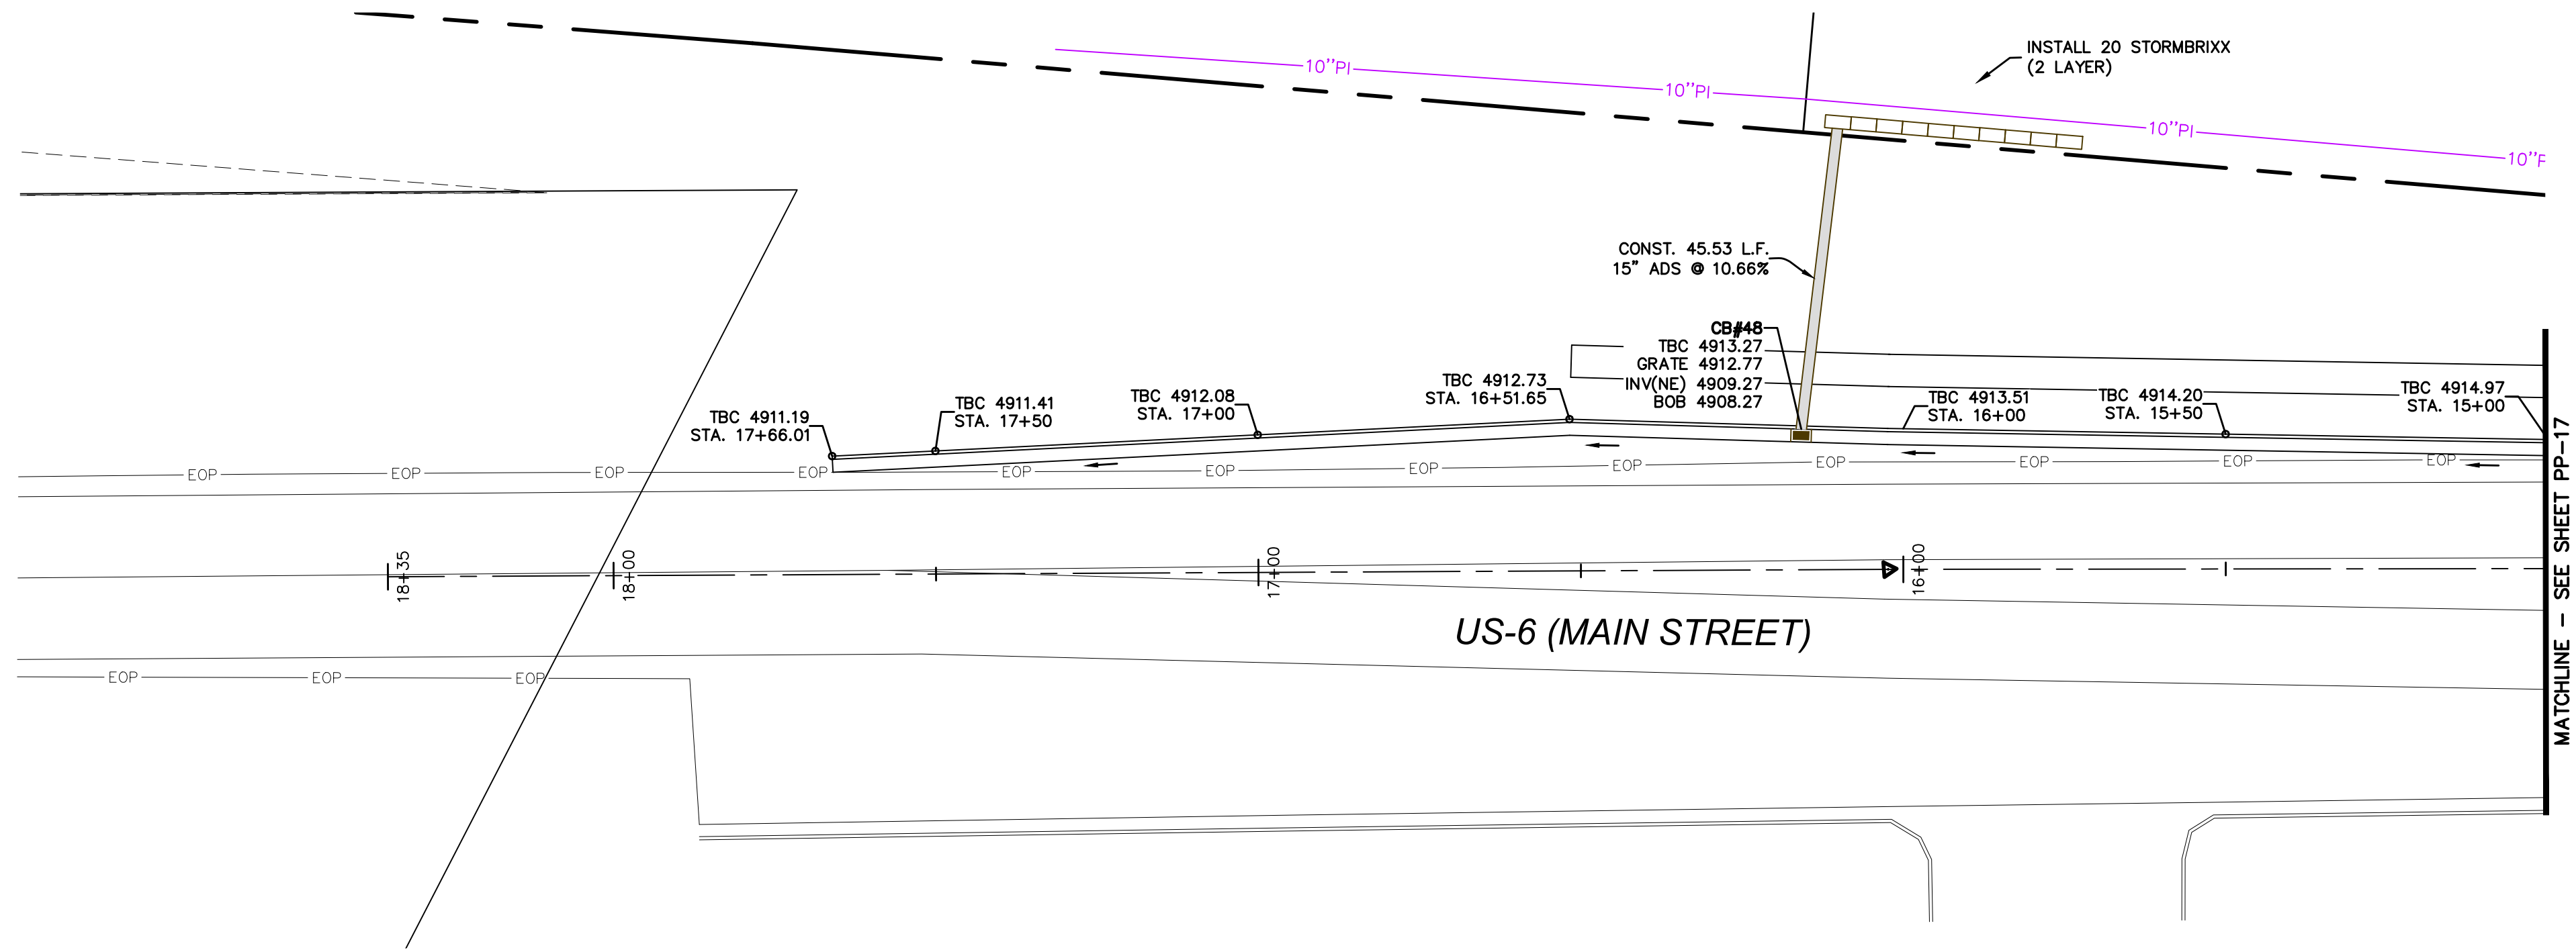 INSTALL 20 STORMBRIXX
(2 LAYER)
10''PI
10''PI
10''PI
10''P
CONST. 45.53 L.F.
15" ADS @ 10.66%
CB#48
TBC 4913.27
GRATE 4912.77
INV(NE) 4909.27
BOB 4908.27
TBC 4911.19
STA. 17+66.01
TBC 4911.41
STA. 17+50
TBC 4912.08
STA. 17+00
TBC 4912.73
STA. 16+51.65
TBC 4913.51
STA. 16+00
TBC 4914.20
STA. 15+50
TBC 4914.97
STA. 15+00
EOP
EOP
EOP
EOP
EOP
EOP
EOP
EOP
EOP
EOP
EOP
EOP
18+35
18+00
17+00
16+00
US-6 (MAIN STREET)
EOP
EOP
EOP
MATCHLINE - SEE SHEET PP-17